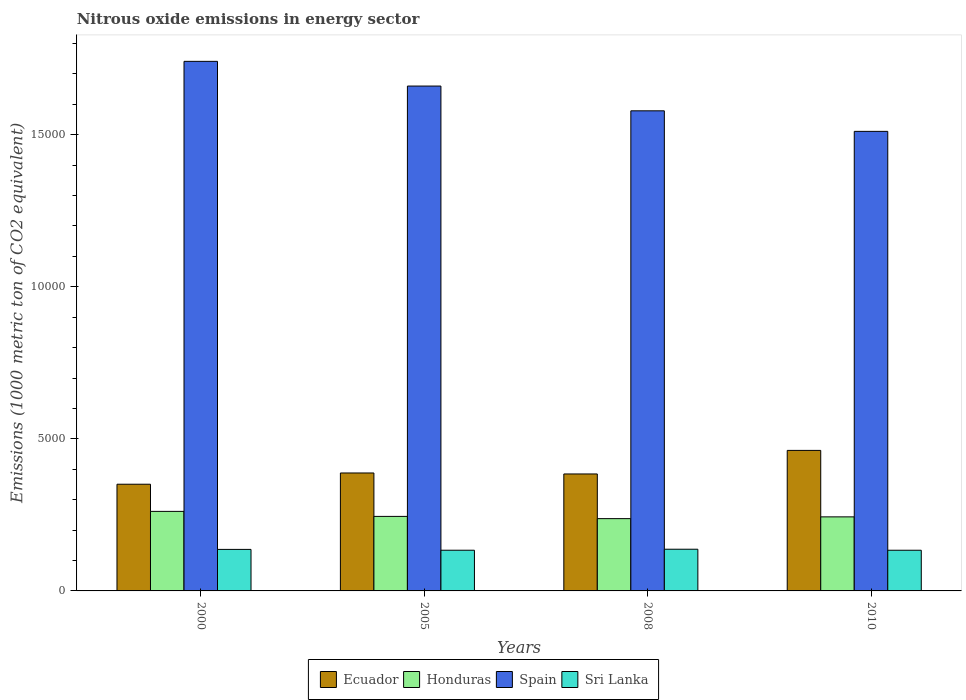 Nitrous oxide emissions in energy sector
Emissions (1000 metric ton of CO2 equivalent)
15000
10000
5000
0
2000
2005
2008
2010
Years
Ecuador
Honduras
Spain
Sri Lanka